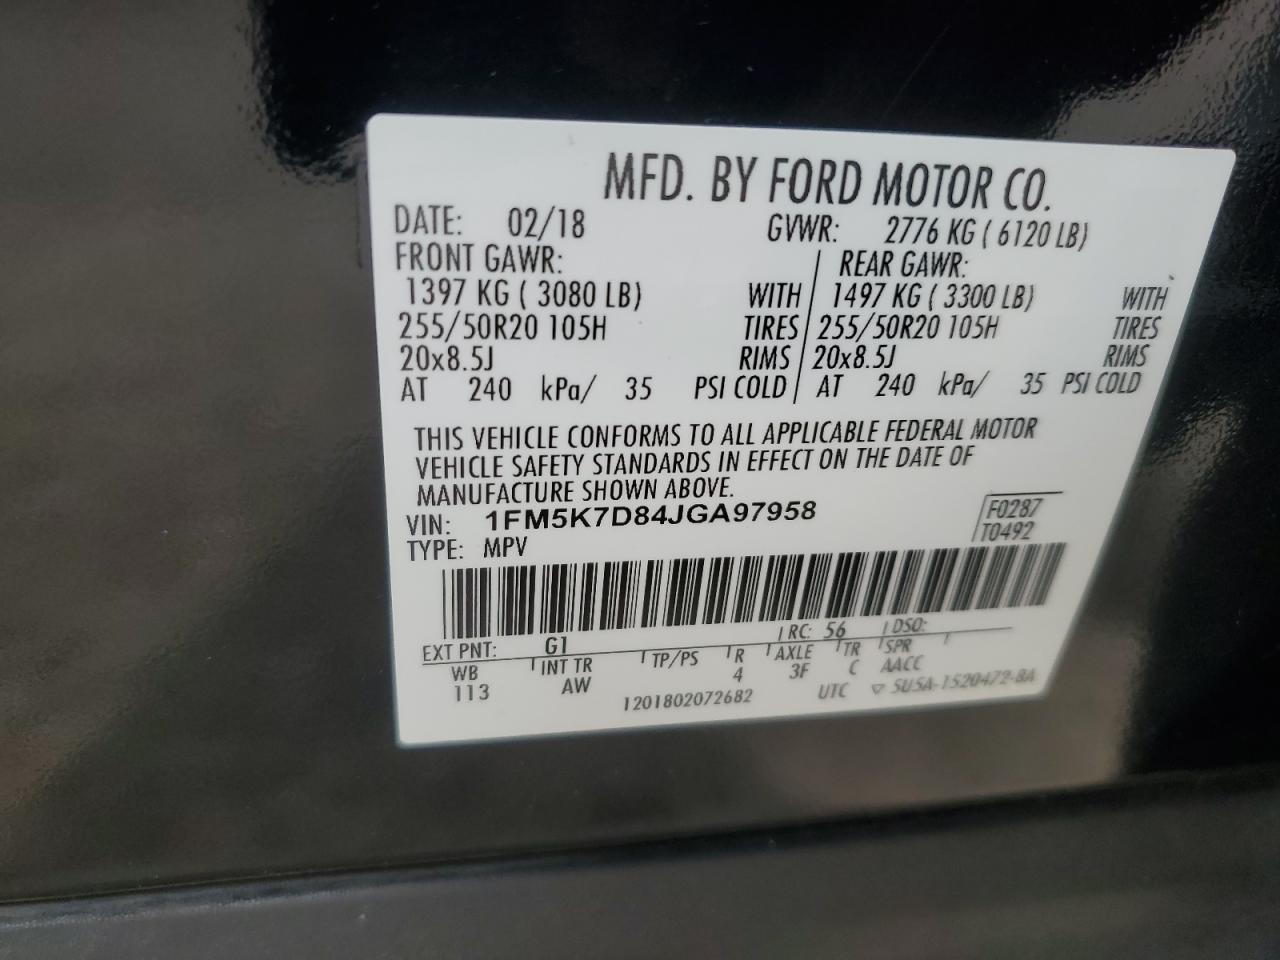 MFD. BY FORD MOTOR CO.
DATE: 02/18 GVWR: 2776 KG ( 6120 LB)
FRONT GAWR: REAR GAWR:
1397 KG ( 3080 LB) WITH 1497 KG ( 3300 LB) WITH
255/50R20 105H TIRES 255/50R20 105H TIRES
20x8.5J RIMS 20x8.5J RIMS
AT 240 kPa/ 35 PSI COLD AT 240 kPa/ 35 PSI COLD
THIS VEHICLE CONFORMS TO ALL APPLICABLE FEDERAL MOTOR
VEHICLE SAFETY STANDARDS IN EFFECT ON THE DATE OF
MANUFACTURE SHOWN ABOVE.
VIN: 1FM5K7D84JGA97958 F0287
TYPE: MPV T0492
EXT PNT: G1 RC: 56 DSO:
WB INT TR TP/PS R AXLE TR SPR
113 AW 4 3F C AACC
1201802072682 UTC ▽ 5U5A-1520472-BA